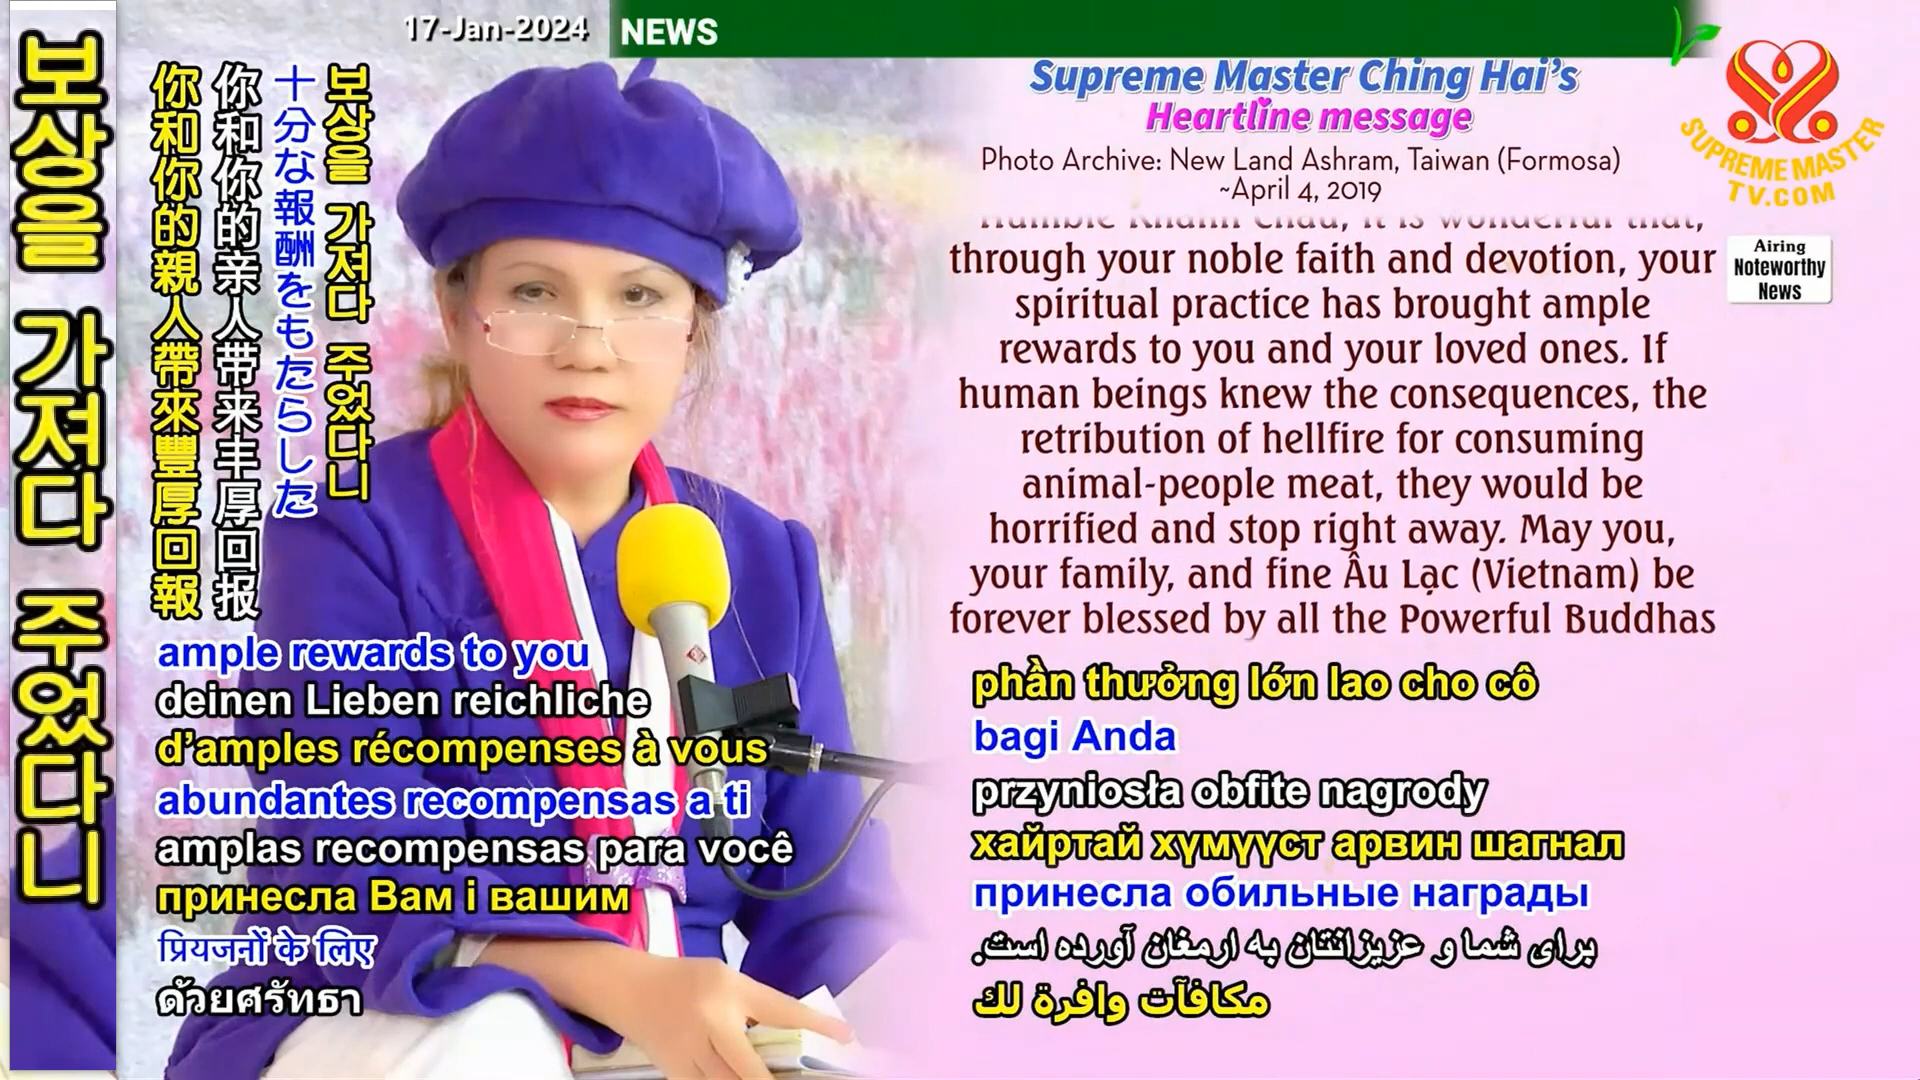 17-Jan-2024
NEWS
보상을 가져다 주었다니
보상을 가져다 주었다니
十分な報酬をもたらした
你和你的亲人带来丰厚回报
你和你的親人帶來豐厚回報
Supreme Master Ching Hai's
Heartline message
Photo Archive: New Land Ashram, Taiwan (Formosa)
~April 4, 2019
SUPREME MASTER
TV.COM
Airing
Noteworthy
News
Humble Khánh Châu, it is wonderful that,
through your noble faith and devotion, your
spiritual practice has brought ample
rewards to you and your loved ones. If
human beings knew the consequences, the
retribution of hellfire for consuming
animal-people meat, they would be
horrified and stop right away. May you,
your family, and fine Âu Lạc (Vietnam) be
forever blessed by all the Powerful Buddhas
ample rewards to you
deinen Lieben reichliche
d’amples récompenses à vous
abundantes recompensas a ti
amplas recompensas para você
принесла Вам і вашим
प्रियजनों के लिए
ด้วยศรัทธา
phần thưởng lớn lao cho cô
bagi Anda
przyniosła obfite nagrody
хайртай хүмүүст арвин шагнал
принесла обильные награды
برای شما و عزیزانتان به ارمغان آورده است.
مكافآت وافرة لك